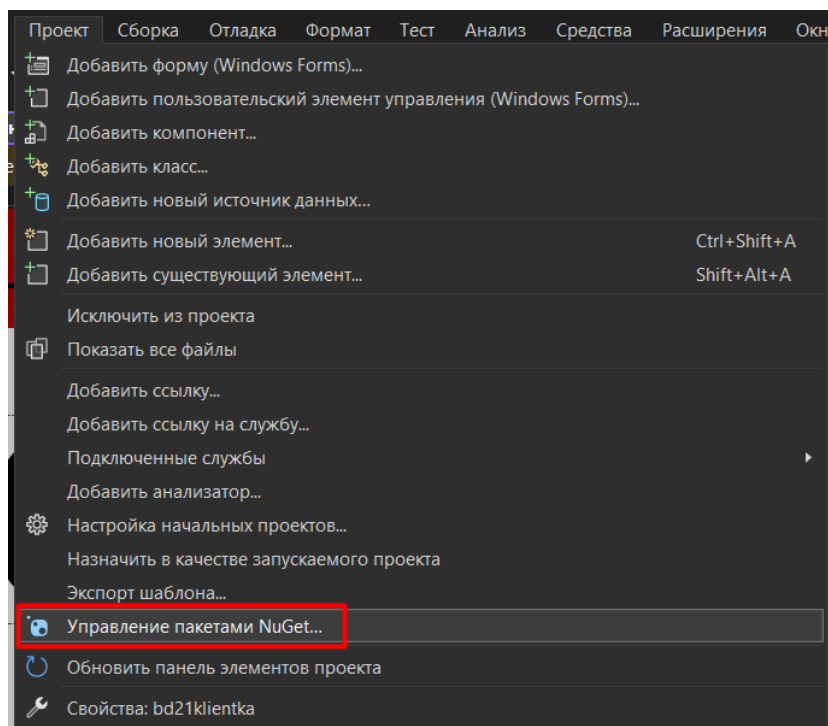 Проект Сборка Отладка Формат Тест Анализ Средства Расширения Окн
Добавить форму (Windows Forms)...
Добавить пользовательский элемент управления (Windows Forms)...
Добавить компонент...
Добавить класс...
Добавить новый источник данных...
Добавить новый элемент... Ctrl+Shift+A
Добавить существующий элемент... Shift+Alt+A
Исключить из проекта
Показать все файлы
Добавить ссылку...
Добавить ссылку на службу...
Подключенные службы
Добавить анализатор...
Настройка начальных проектов...
Назначить в качестве запускаемого проекта
Экспорт шаблона...
Управление пакетами NuGet...
Обновить панель элементов проекта
Свойства: bd21klientka